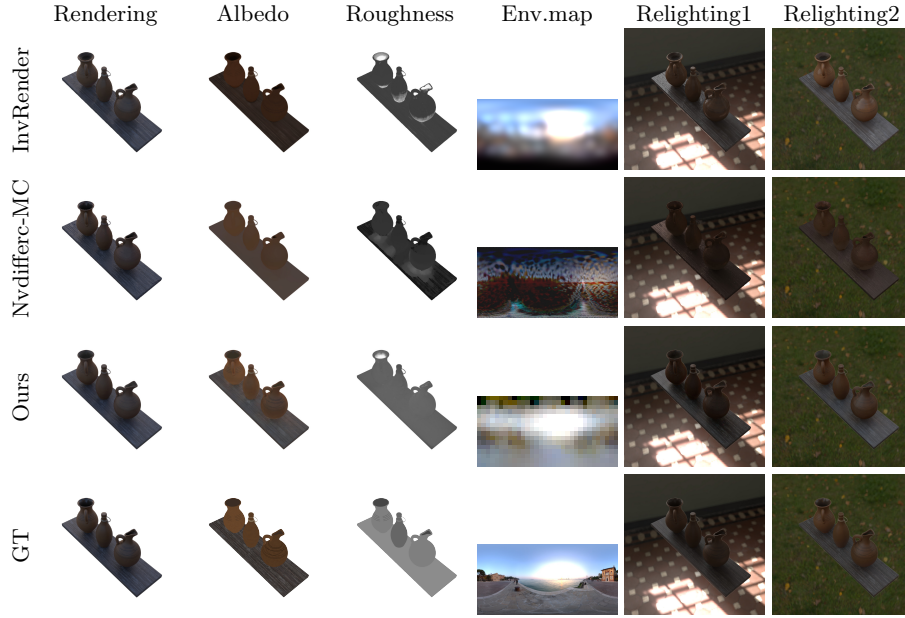 Rendering Albedo Roughness Env.map Relighting1 Relighting2
InvRender
Nvdifferc-MC
Ours
GT